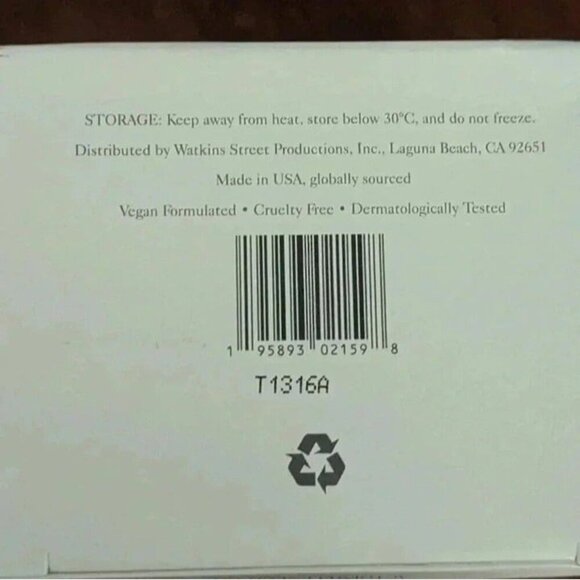 STORAGE: Keep away from heat, store below 30°C, and do not freeze.
Distributed by Watkins Street Productions, Inc., Laguna Beach, CA 92651
Made in USA, globally sourced
Vegan Formulated • Cruelty Free • Dermatologically Tested
1 95893 02159 8
T1316A